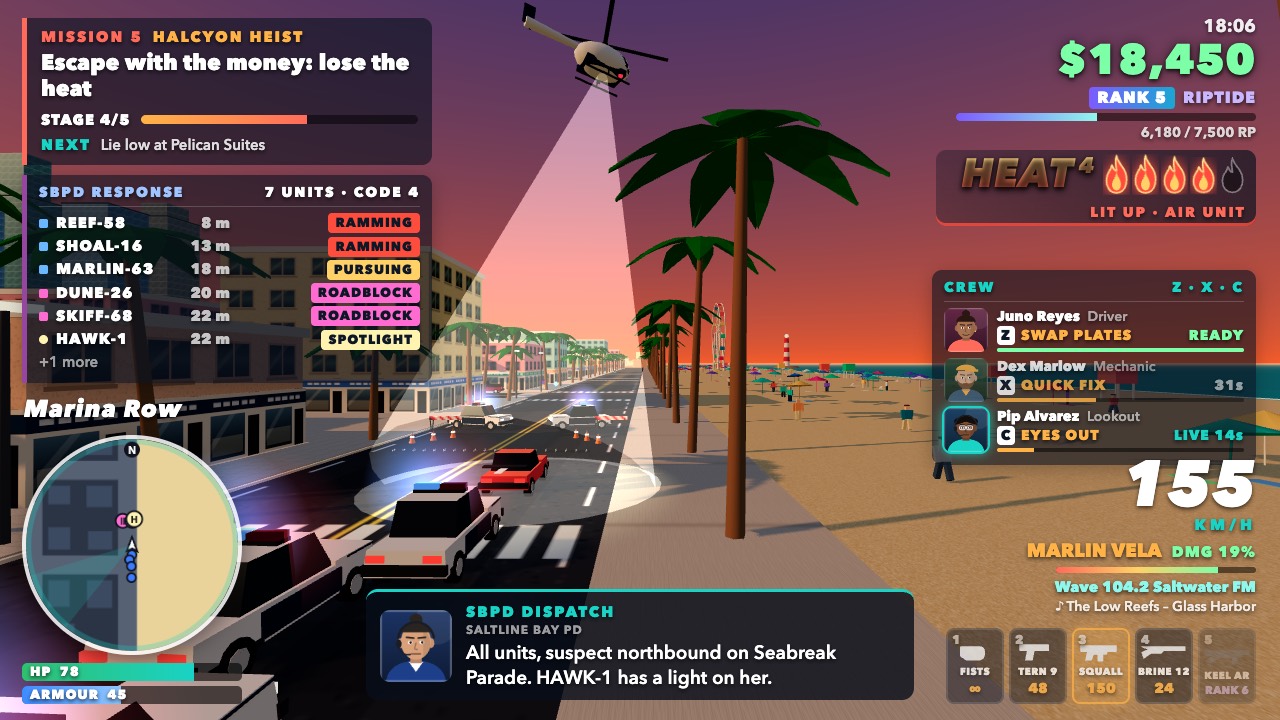 MISSION 5 HALCYON HEIST
Escape with the money: lose the
heat
STAGE 4/5
NEXT Lie low at Pelican Suites
SBPD RESPONSE 7 UNITS · CODE 4
REEF-58 8 m RAMMING
SHOAL-16 13 m RAMMING
MARLIN-63 18 m PURSUING
DUNE-26 20 m ROADBLOCK
SKIFF-68 22 m ROADBLOCK
HAWK-1 22 m SPOTLIGHT
+1 more
Marina Row
N
H
HP 78
ARMOUR 45
18:06
$18,450
RANK 5 RIPTIDE
6,180 / 7,500 RP
HEAT 4
LIT UP · AIR UNIT
CREW Z · X · C
Juno Reyes Driver
Z SWAP PLATES READY
Dex Marlow Mechanic
X QUICK FIX 31s
Pip Alvarez Lookout
C EYES OUT LIVE 14s
155
KM/H
MARLIN VELA DMG 19%
Wave 104.2 Saltwater FM
♪ The Low Reefs – Glass Harbor
SBPD DISPATCH
SALTLINE BAY PD
All units, suspect northbound on Seabreak
Parade. HAWK-1 has a light on her.
1 FISTS ∞
2 TERN 9 48
3 SQUALL 150
4 BRINE 12 24
5 KEEL AR RANK 6